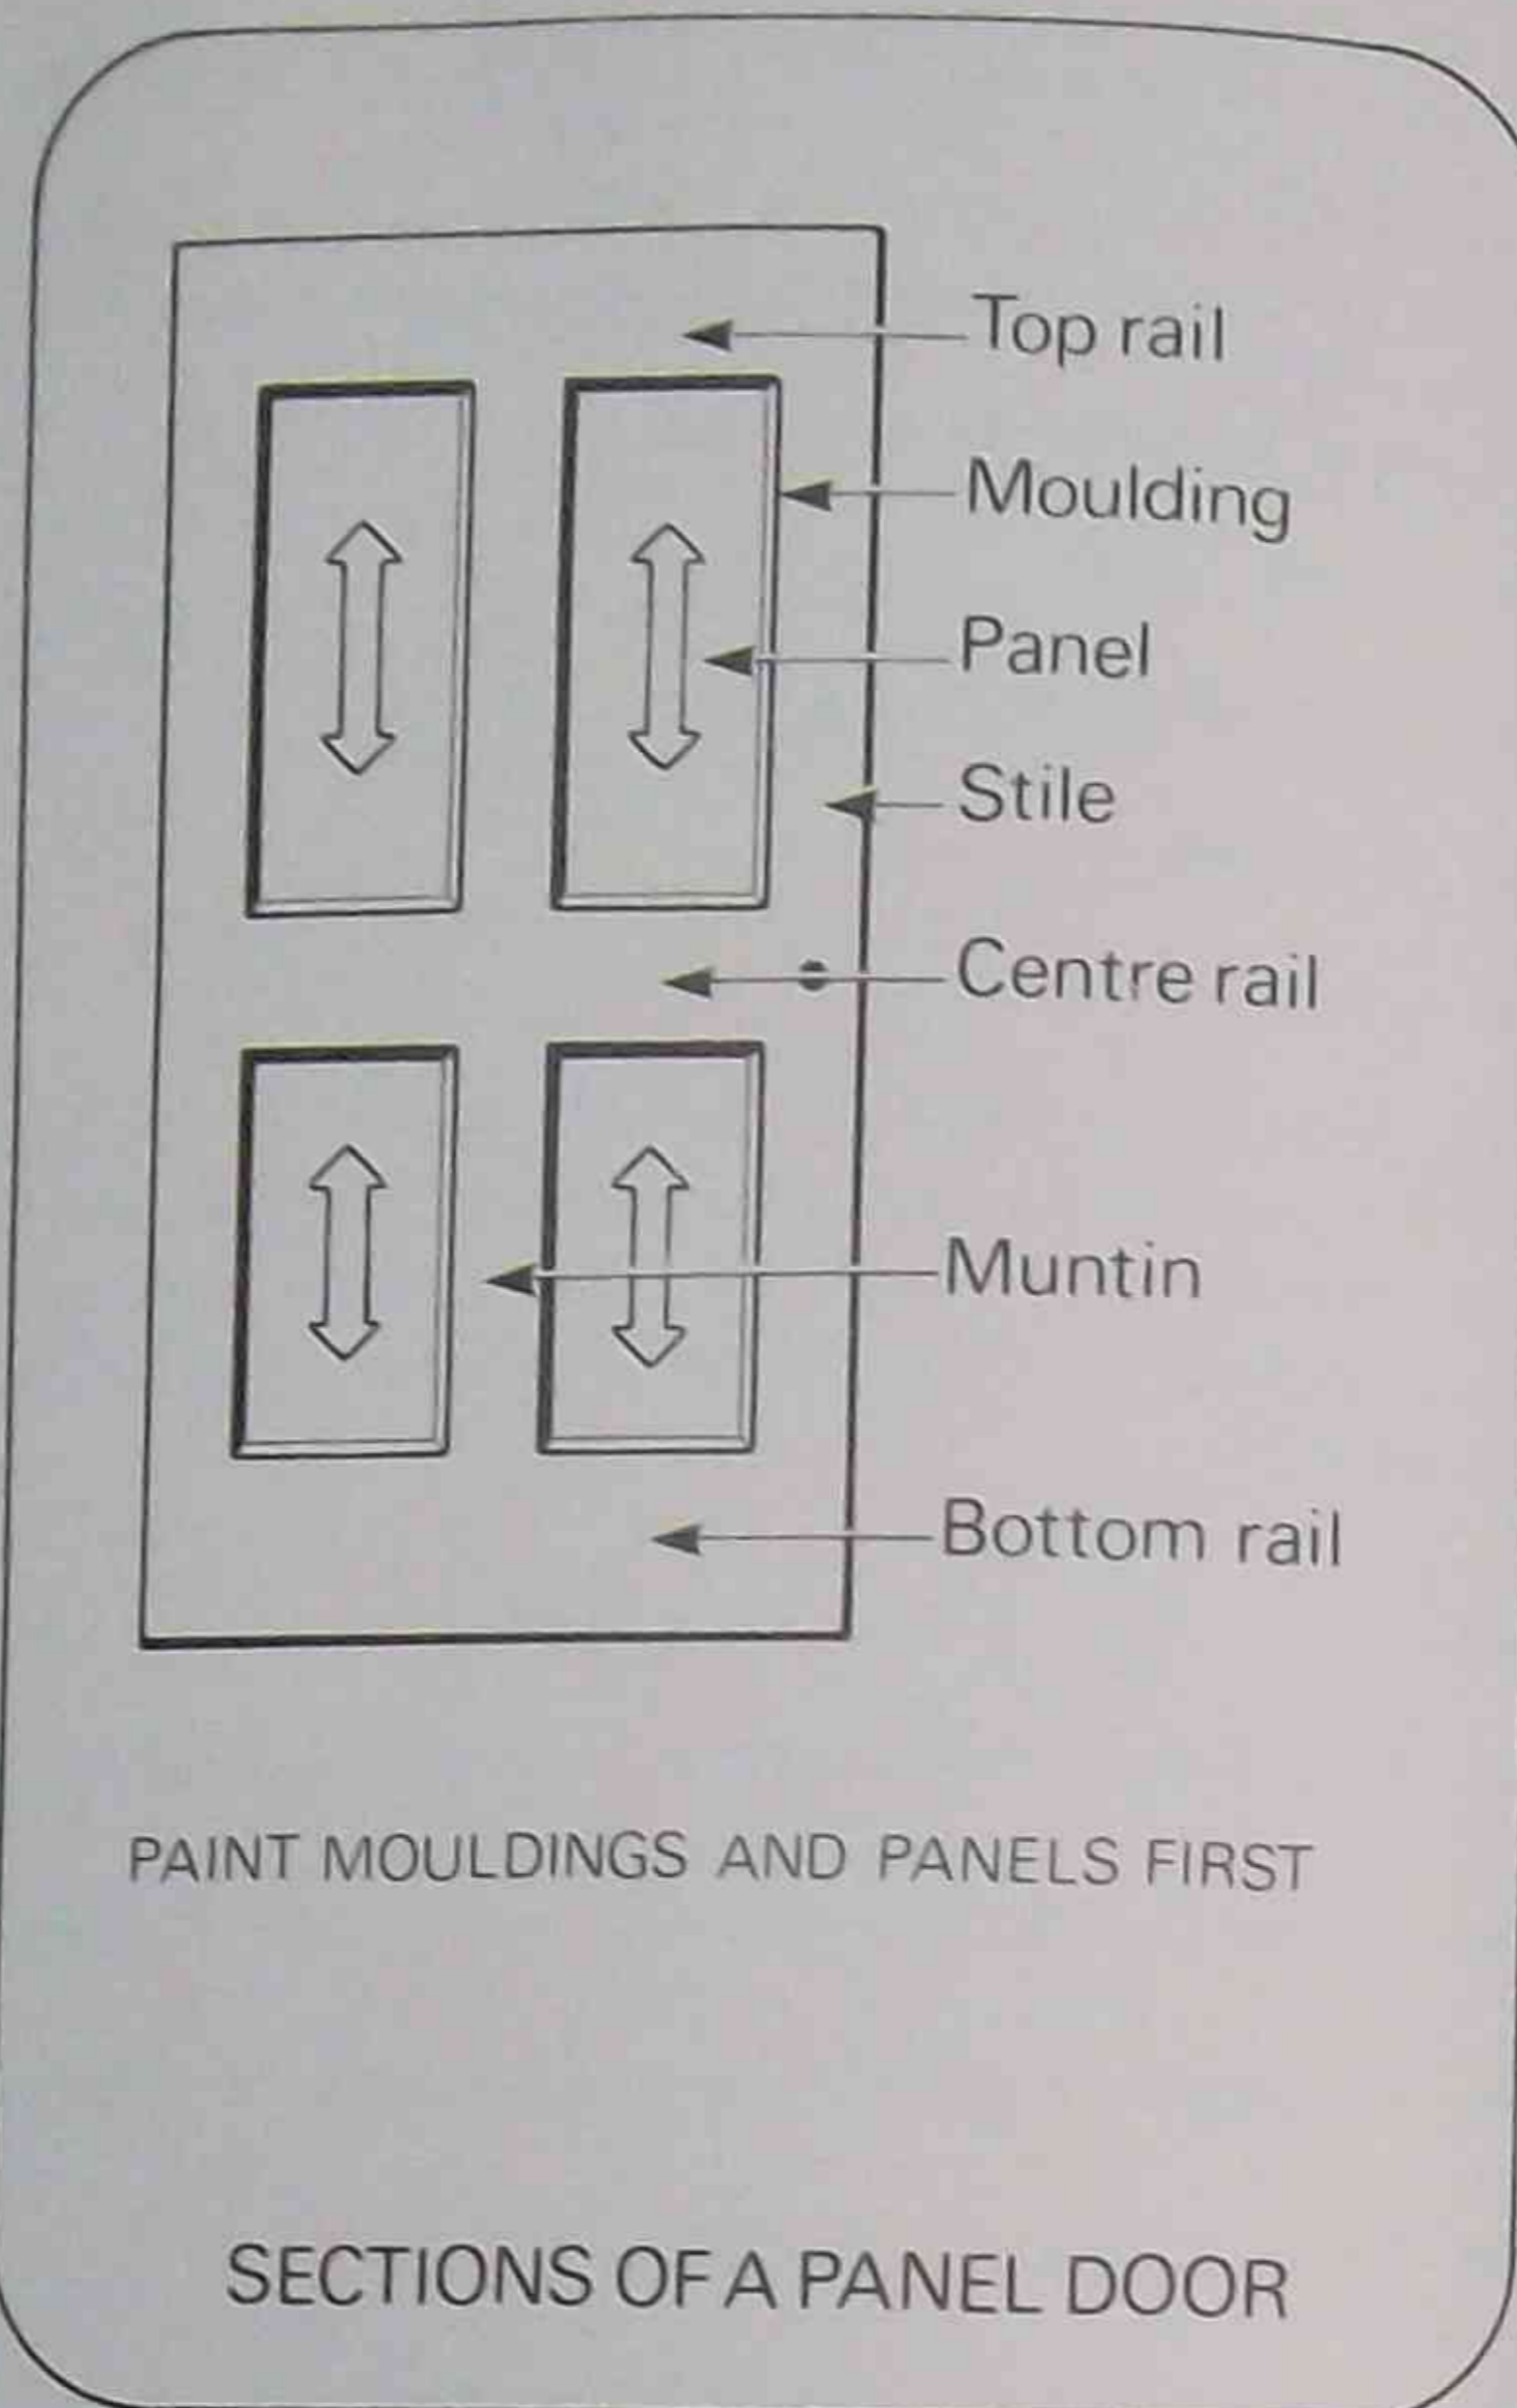 Top rail
Moulding
Panel
Stile
Centre rail
Muntin
Bottom rail
PAINT MOULDINGS AND PANELS FIRST
SECTIONS OF A PANEL DOOR